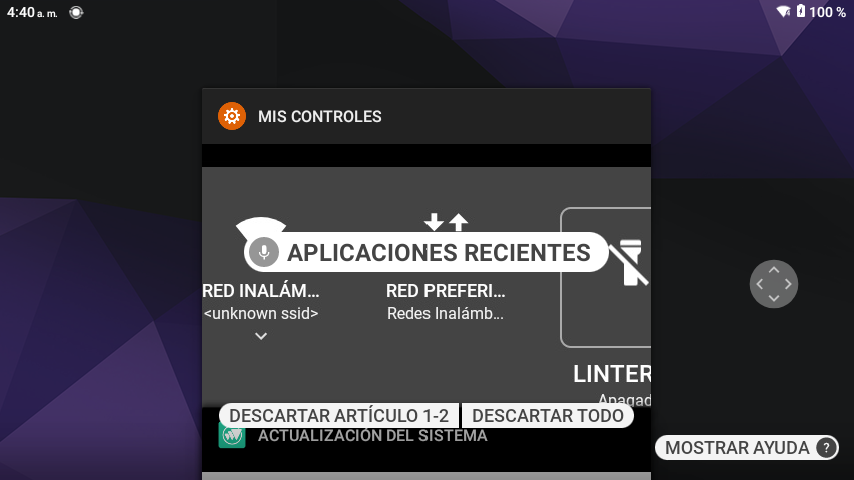 4:40 a. m.
100 %
MIS CONTROLES
APLICACIONES RECIENTES
RED INALÁM...
RED PREFERI...
<unknown ssid>
Redes Inalámb...
LINTER
Apagad
DESCARTAR ARTÍCULO 1-2
DESCARTAR TODO
ACTUALIZACIÓN DEL SISTEMA
MOSTRAR AYUDA ?